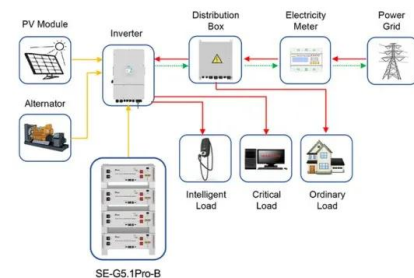 PV Module
Inverter
Distribution
Box
Electricity
Meter
Power
Grid
Alternator
Intelligent
Load
Critical
Load
Ordinary
Load
SE-G5.1Pro-B